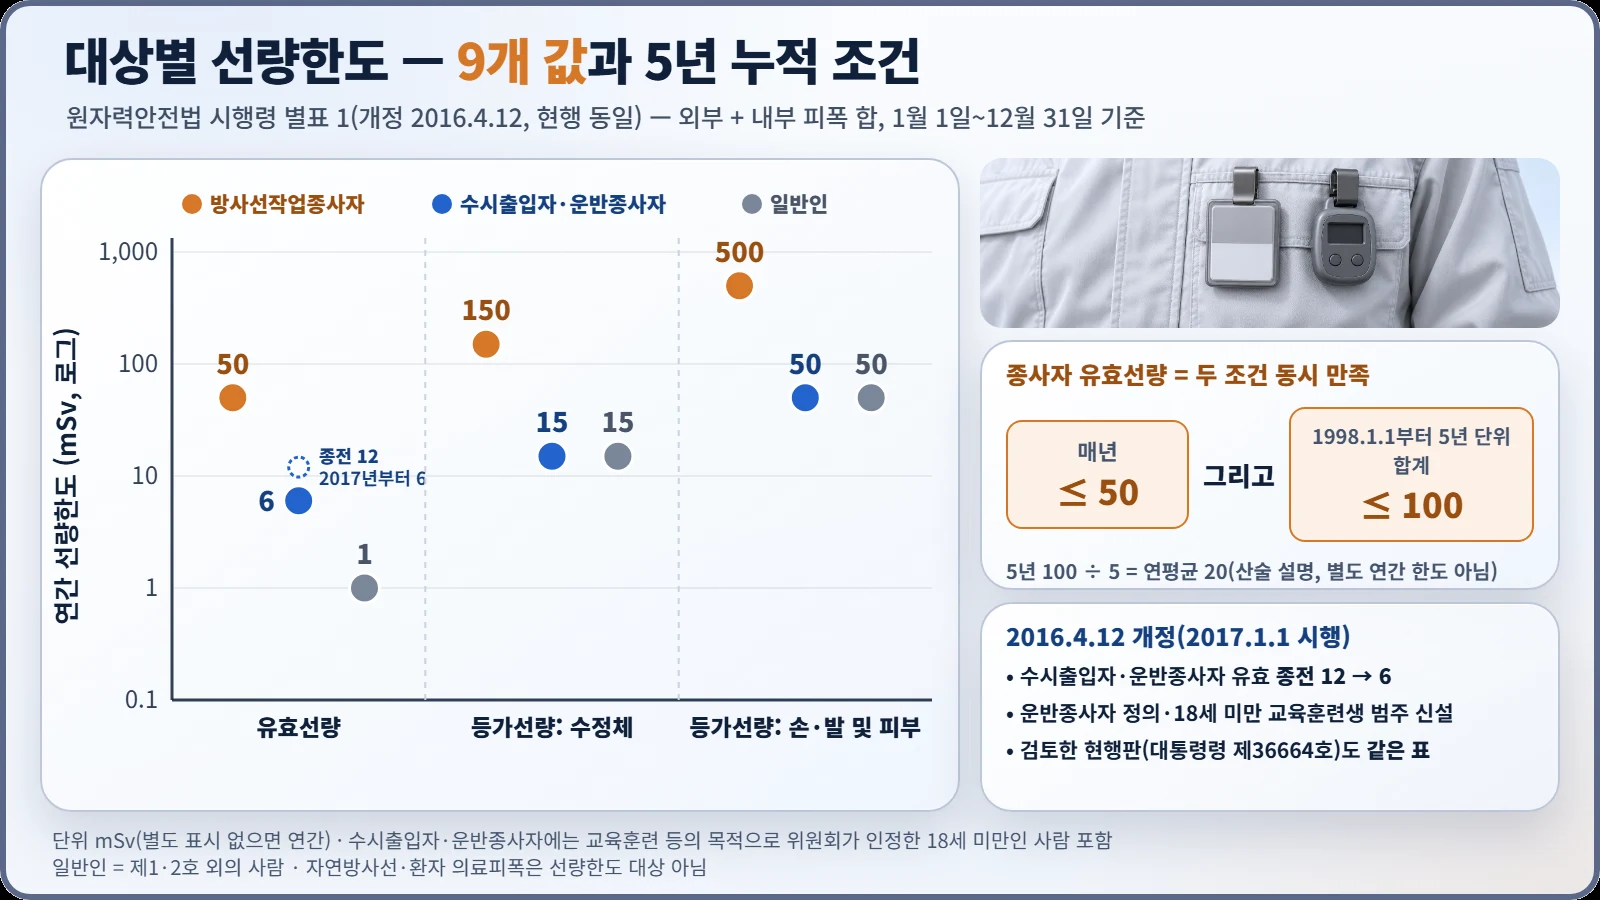 대상별 선량한도 — 9개 값과 5년 누적 조건
원자력안전법 시행령 별표 1(개정 2016.4.12, 현행 동일) — 외부 + 내부 피폭 합, 1월 1일~12월 31일 기준
방사선작업종사자
수시출입자·운반종사자
일반인
연간 선량한도 (mSv, 로그)
1,000
100
10
1
0.1
50
종전 12
2017년부터 6
6
1
150
15
15
500
50
50
유효선량
등가선량: 수정체
등가선량: 손·발 및 피부
종사자 유효선량 = 두 조건 동시 만족
매년
≤ 50
그리고
1998.1.1부터 5년 단위
합계
≤ 100
5년 100 ÷ 5 = 연평균 20(산술 설명, 별도 연간 한도 아님)
2016.4.12 개정(2017.1.1 시행)
• 수시출입자·운반종사자 유효 종전 12 → 6
• 운반종사자 정의·18세 미만 교육훈련생 범주 신설
• 검토한 현행판(대통령령 제36664호)도 같은 표
단위 mSv(별도 표시 없으면 연간) · 수시출입자·운반종사자에는 교육훈련 등의 목적으로 위원회가 인정한 18세 미만인 사람 포함
일반인 = 제1·2호 외의 사람 · 자연방사선·환자 의료피폭은 선량한도 대상 아님